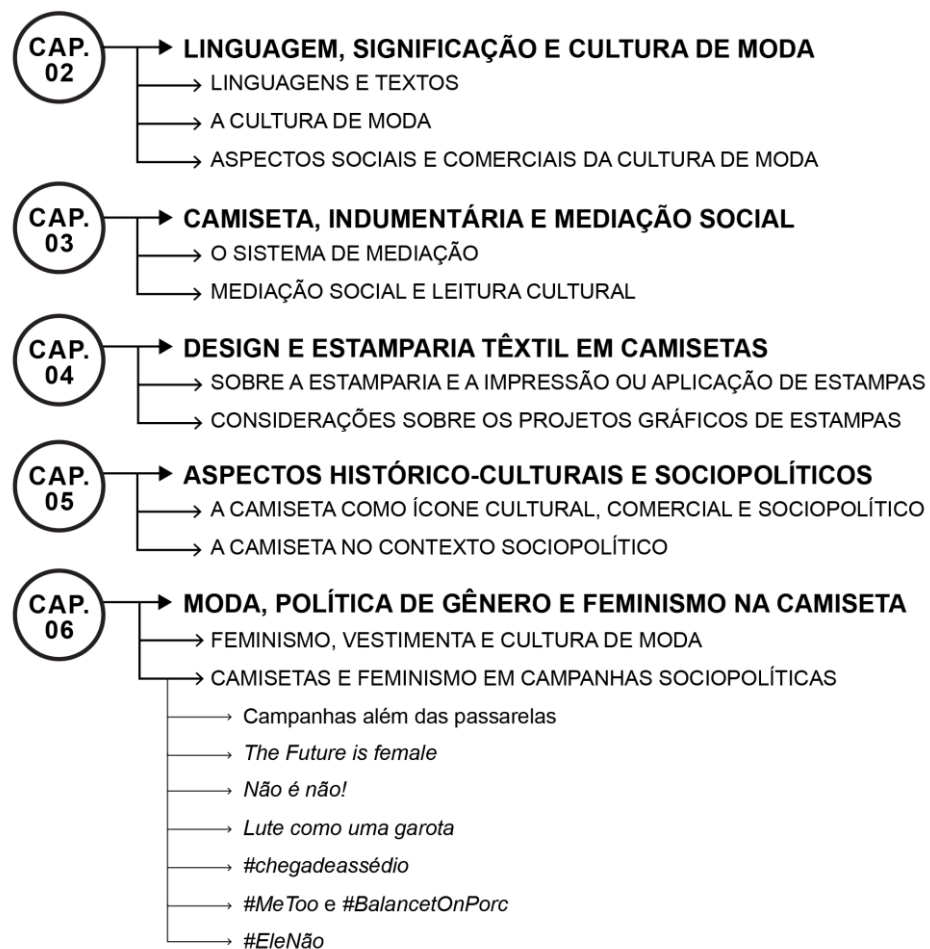 CAP.
02
LINGUAGEM, SIGNIFICAÇÃO E CULTURA DE MODA
LINGUAGENS E TEXTOS
A CULTURA DE MODA
ASPECTOS SOCIAIS E COMERCIAIS DA CULTURA DE MODA
CAP.
03
CAMISETA, INDUMENTÁRIA E MEDIAÇÃO SOCIAL
O SISTEMA DE MEDIAÇÃO
MEDIAÇÃO SOCIAL E LEITURA CULTURAL
CAP.
04
DESIGN E ESTAMPARIA TÊXTIL EM CAMISETAS
SOBRE A ESTAMPARIA E A IMPRESSÃO OU APLICAÇÃO DE ESTAMPAS
CONSIDERAÇÕES SOBRE OS PROJETOS GRÁFICOS DE ESTAMPAS
CAP.
05
ASPECTOS HISTÓRICO-CULTURAIS E SOCIOPOLÍTICOS
A CAMISETA COMO ÍCONE CULTURAL, COMERCIAL E SOCIOPOLÍTICO
A CAMISETA NO CONTEXTO SOCIOPOLÍTICO
CAP.
06
MODA, POLÍTICA DE GÊNERO E FEMINISMO NA CAMISETA
FEMINISMO, VESTIMENTA E CULTURA DE MODA
CAMISETAS E FEMINISMO EM CAMPANHAS SOCIOPOLÍTICAS
Campanhas além das passarelas
The Future is female
Não é não!
Lute como uma garota
#chegadeassédio
#MeToo e #BalancetOnPorc
#EleNão